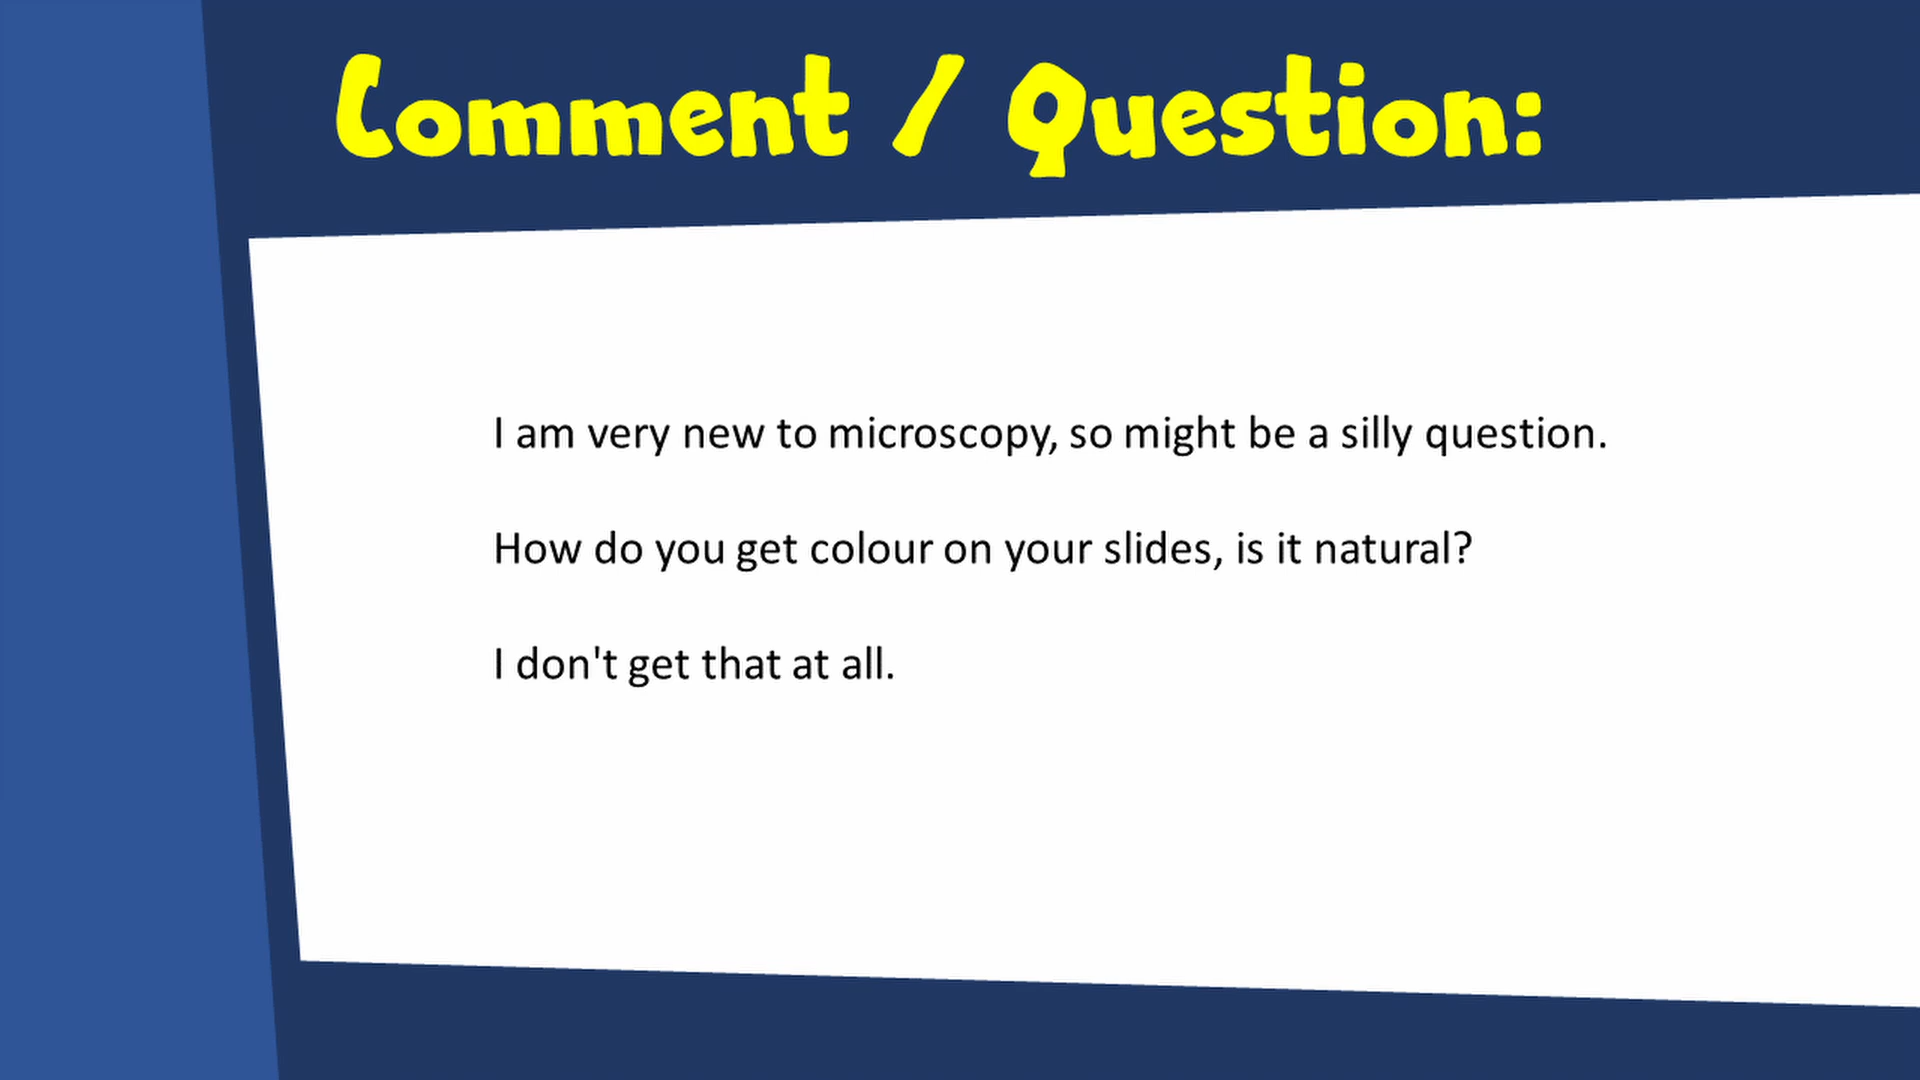 Comment / Question:
I am very new to microscopy, so might be a silly question.
How do you get colour on your slides, is it natural?
I don't get that at all.